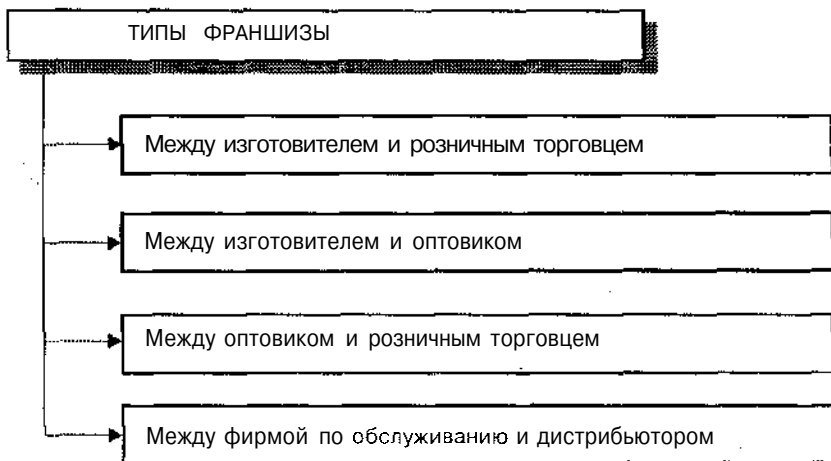 ТИПЫ ФРАНШИЗЫ
Между изготовителем и розничным торговцем
Между изготовителем и оптовиком
Между оптовиком и розничным торговцем
Между фирмой по обслуживанию и дистрибьютором